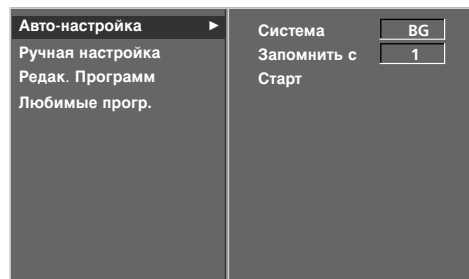 Авто-настройка ►
Ручная настройка
Редак. Программ
Любимые прогр.
Система BG
Запомнить с 1
Старт